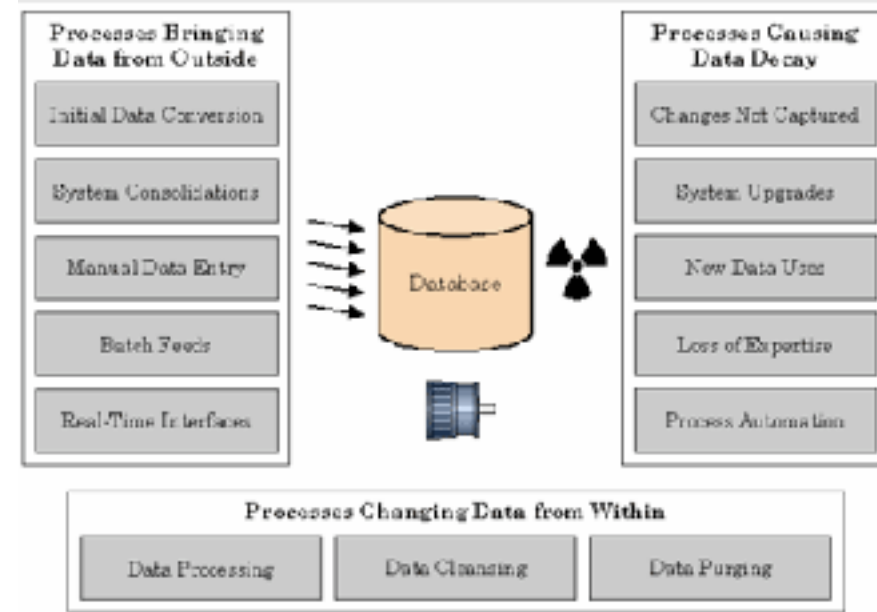 Processes Bringing
Data from Outside
Initial Data Conversion
System Consolidations
Manual Data Entry
Batch Feeds
Real-Time Interfaces
Database
Processes Causing
Data Decay
Changes Not Captured
System Upgrades
New Data Uses
Loss of Expertise
Process Automation
Processes Changing Data from Within
Data Processing
Data Cleansing
Data Purging